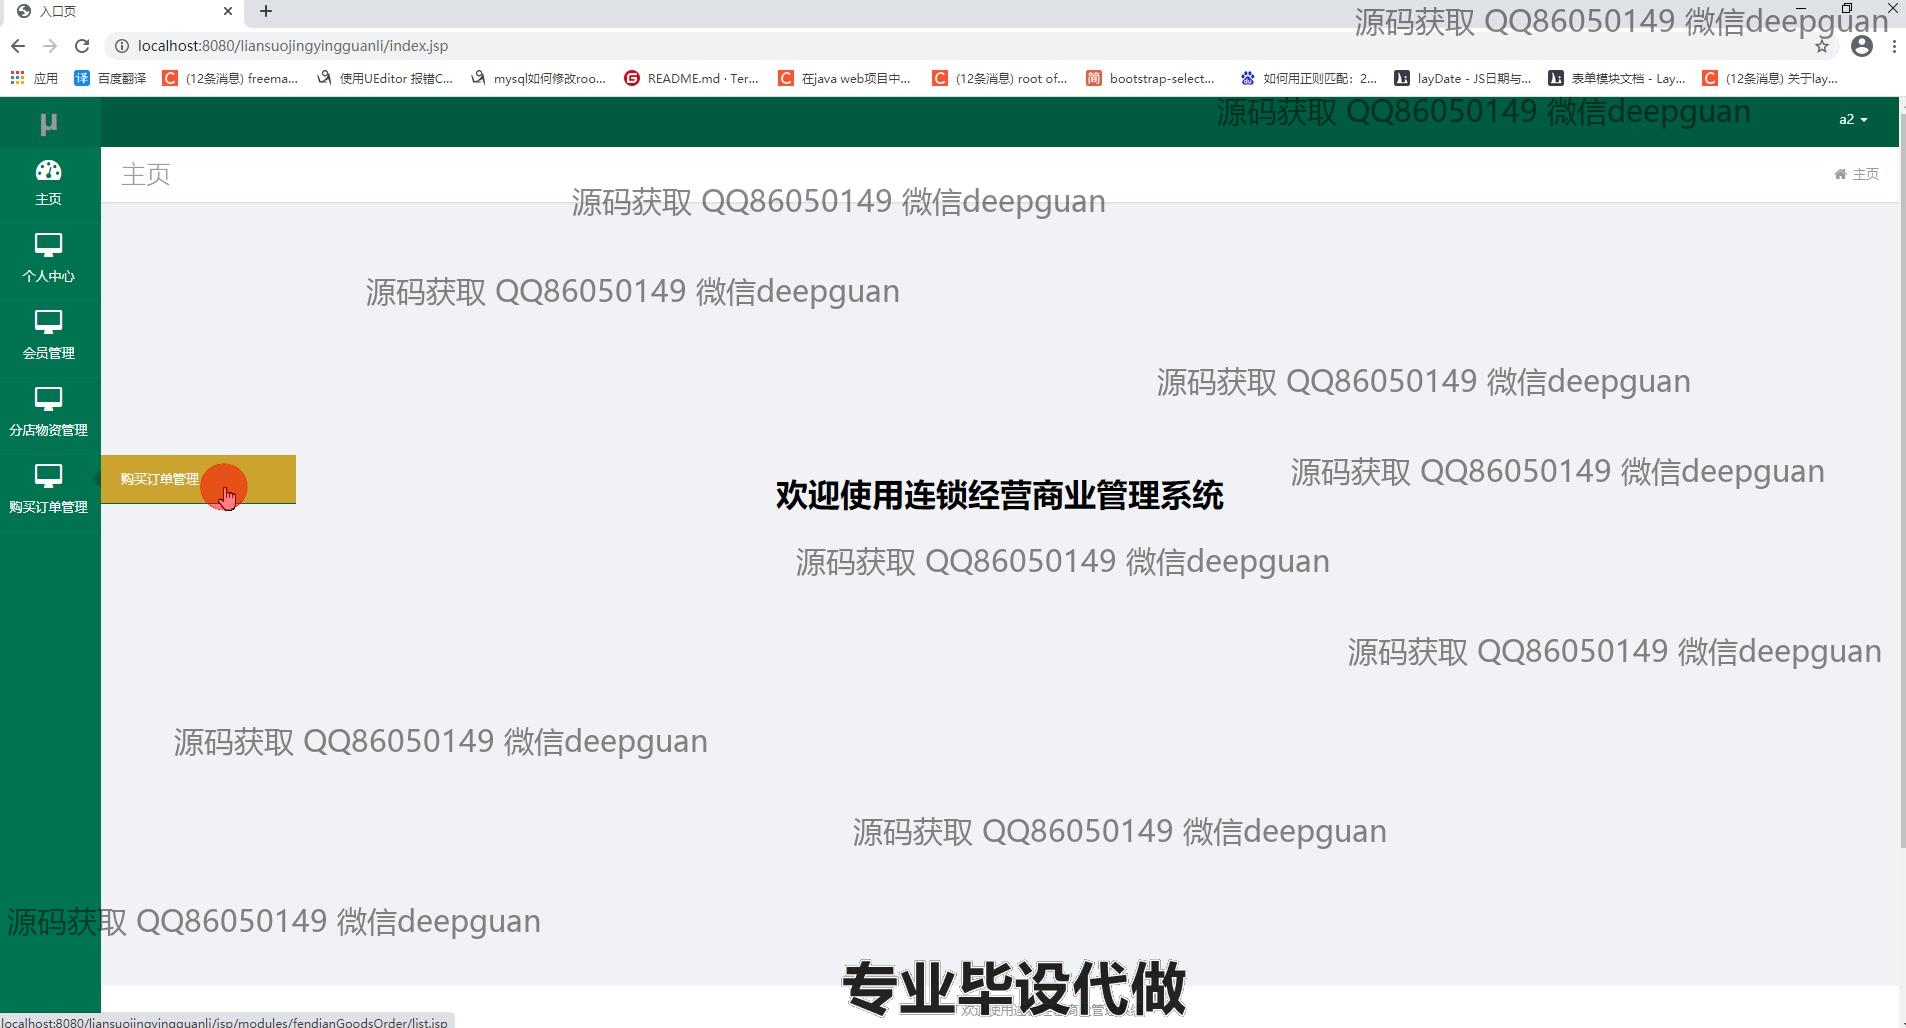 入口页
源码获取 QQ86050149 微信deepguan
localhost:8080/liansuojingyingguanli/index.jsp
应用
译 百度翻译
C (12条消息) freema...
使用UEditor 报错C...
mysql如何修改roo...
G README.md · Ter...
C 在java web项目中...
C (12条消息) root of...
简 bootstrap-select...
如何用正则匹配：2...
layDate - JS日期与...
表单模块文档 - Lay...
C (12条消息) 关于lay...
μ
源码获取 QQ86050149 微信deepguan
a2
主页
主页
主页
源码获取 QQ86050149 微信deepguan
个人中心
源码获取 QQ86050149 微信deepguan
会员管理
源码获取 QQ86050149 微信deepguan
分店物资管理
源码获取 QQ86050149 微信deepguan
购买订单管理
购买订单管理
欢迎使用连锁经营商业管理系统
源码获取 QQ86050149 微信deepguan
源码获取 QQ86050149 微信deepguan
源码获取 QQ86050149 微信deepguan
源码获取 QQ86050149 微信deepguan
源码获取 QQ86050149 微信deepguan
专业毕设代做
localhost:8080/liansuojingyingguanli/jsp/modules/fendianGoodsOrder/list.jsp